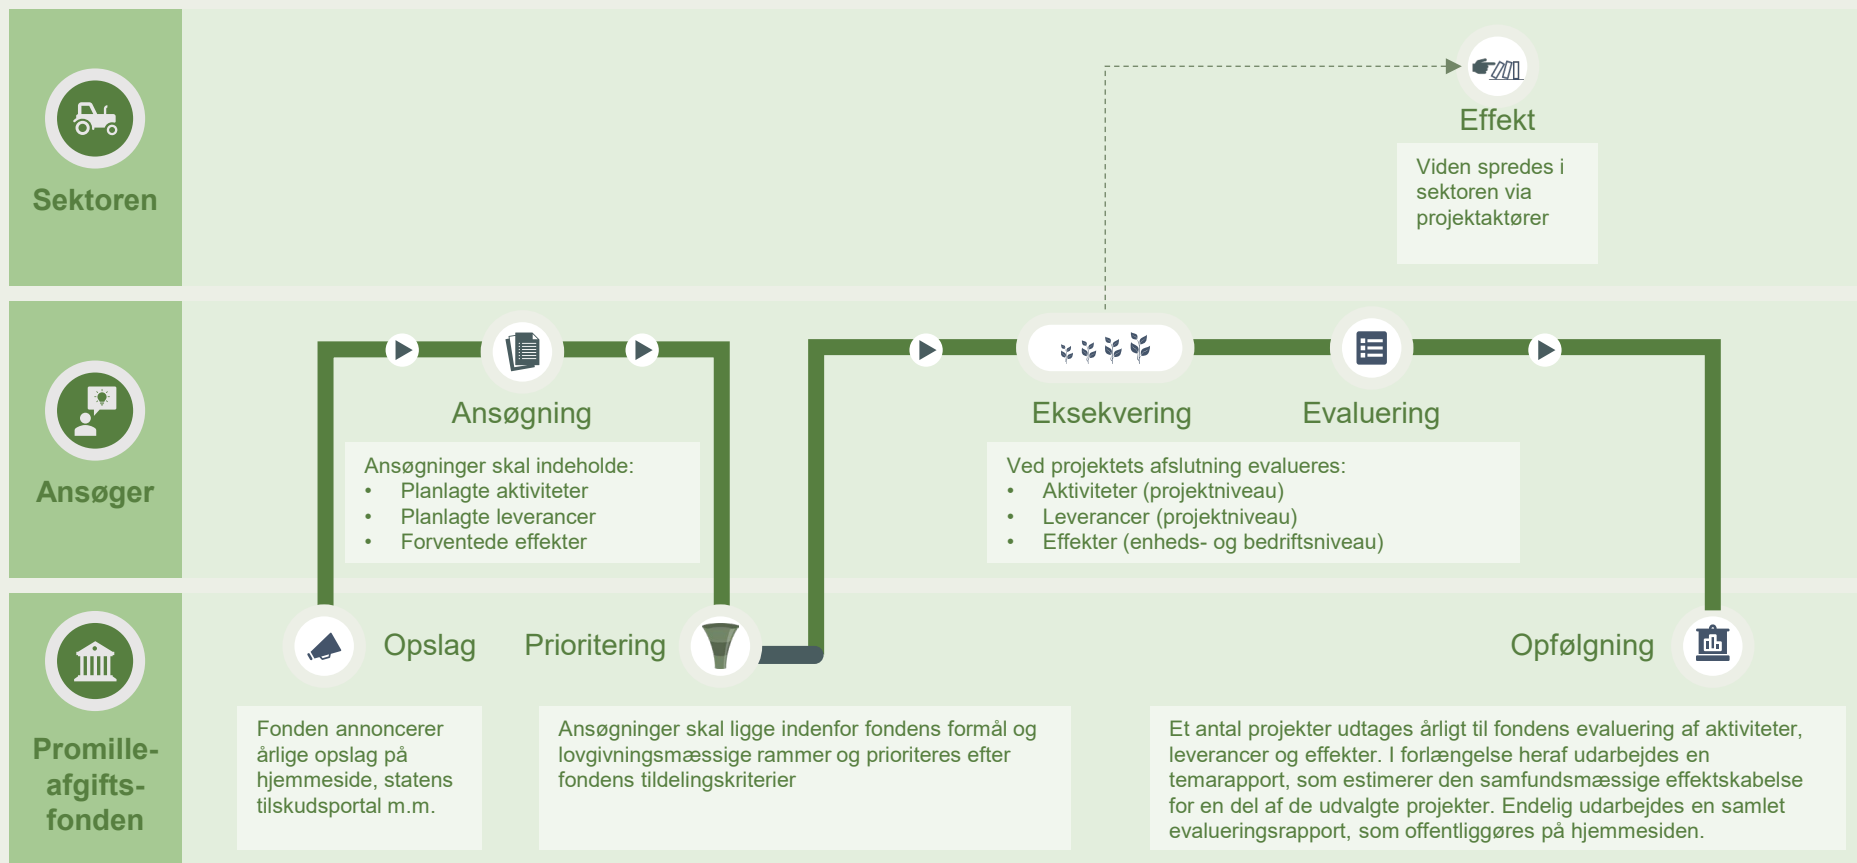 Sektoren
Effekt
Viden spredes i
sektoren via
projektaktører
Ansøger
Ansøgning
Ansøgninger skal indeholde:
• Planlagte aktiviteter
• Planlagte leverancer
• Forventede effekter
Eksekvering
Evaluering
Ved projektets afslutning evalueres:
• Aktiviteter (projektniveau)
• Leverancer (projektniveau)
• Effekter (enheds- og bedriftsniveau)
Promille-
afgifts-
fonden
Opslag
Fonden annoncerer
årlige opslag på
hjemmeside, statens
tilskudsportal m.m.
Prioritering
Ansøgninger skal ligge indenfor fondens formål og
lovgivningsmæssige rammer og prioriteres efter
fondens tildelingskriterier
Opfølgning
Et antal projekter udtages årligt til fondens evaluering af aktiviteter,
leverancer og effekter. I forlængelse heraf udarbejdes en
temarapport, som estimerer den samfundsmæssige effektskabelse
for en del af de udvalgte projekter. Endelig udarbejdes en samlet
evalueringsrapport, som offentliggøres på hjemmesiden.